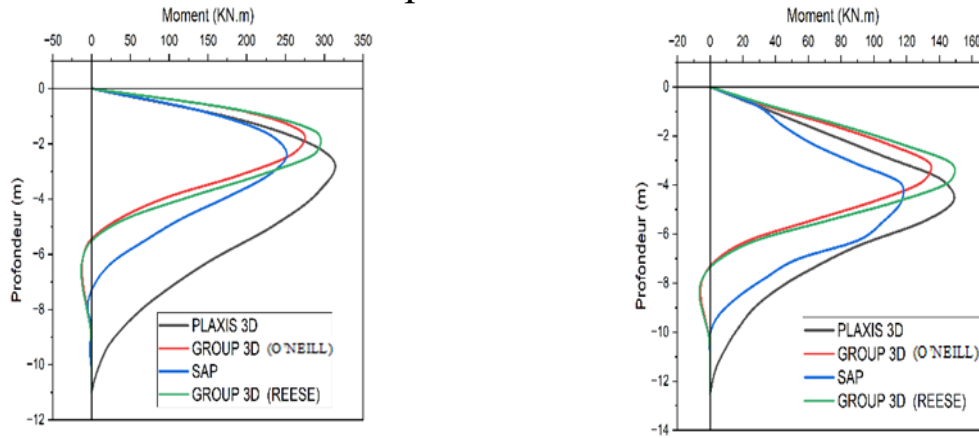 Moment (KN.m)
−50 0 50 100 150 200 250 300 350
0
−2
−4
−6
−8
−10
−12
Profondeur (m)
PLAXIS 3D
GROUP 3D (O'NEILL)
SAP
GROUP 3D (REESE)
Moment (KN.m)
−20 0 20 40 60 80 100 120 140 160
0
−2
−4
−6
−8
−10
−12
−14
Profondeur (m)
PLAXIS 3D
GROUP 3D (O'NEILL)
SAP
GROUP 3D (REESE)